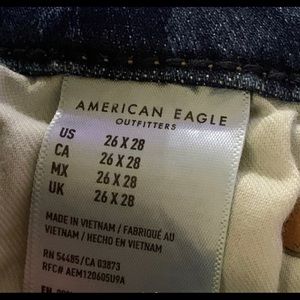 AMERICAN EAGLE
OUTFITTERS
US 26 X 28
CA 26 X 28
MX 26 X 28
UK 26 X 28
MADE IN VIETNAM / FABRIQUÉ AU
VIETNAM / HECHO EN VIETNAM
RN 54485/CA 03873
RFC# AEM120605U9A